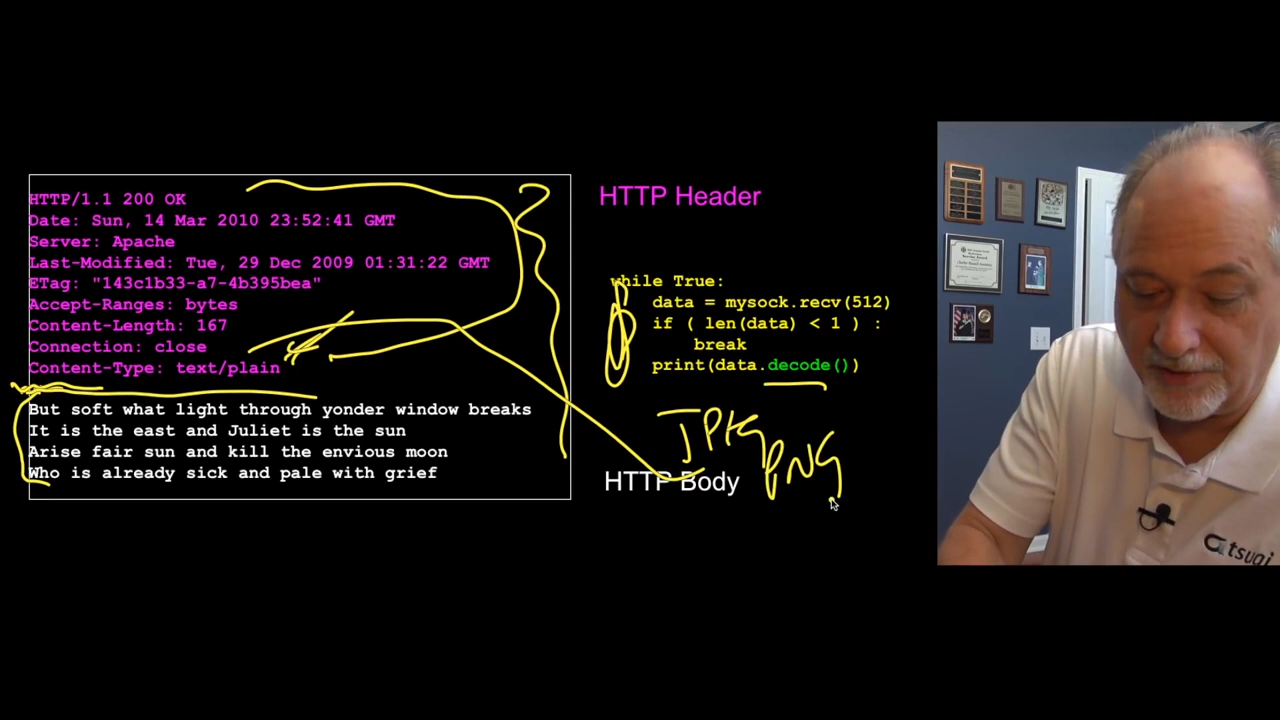 HTTP/1.1 200 OK
Date: Sun, 14 Mar 2010 23:52:41 GMT
Server: Apache
Last-Modified: Tue, 29 Dec 2009 01:31:22 GMT
ETag: "143c1b33-a7-4b395bea"
Accept-Ranges: bytes
Content-Length: 167
Connection: close
Content-Type: text/plain
But soft what light through yonder window breaks
It is the east and Juliet is the sun
Arise fair sun and kill the envious moon
Who is already sick and pale with grief
HTTP Header
while True:
data = mysock.recv(512)
if ( len(data) < 1 ) :
break
print(data.decode())
JPEG
PNG
HTTP Body
tsugi